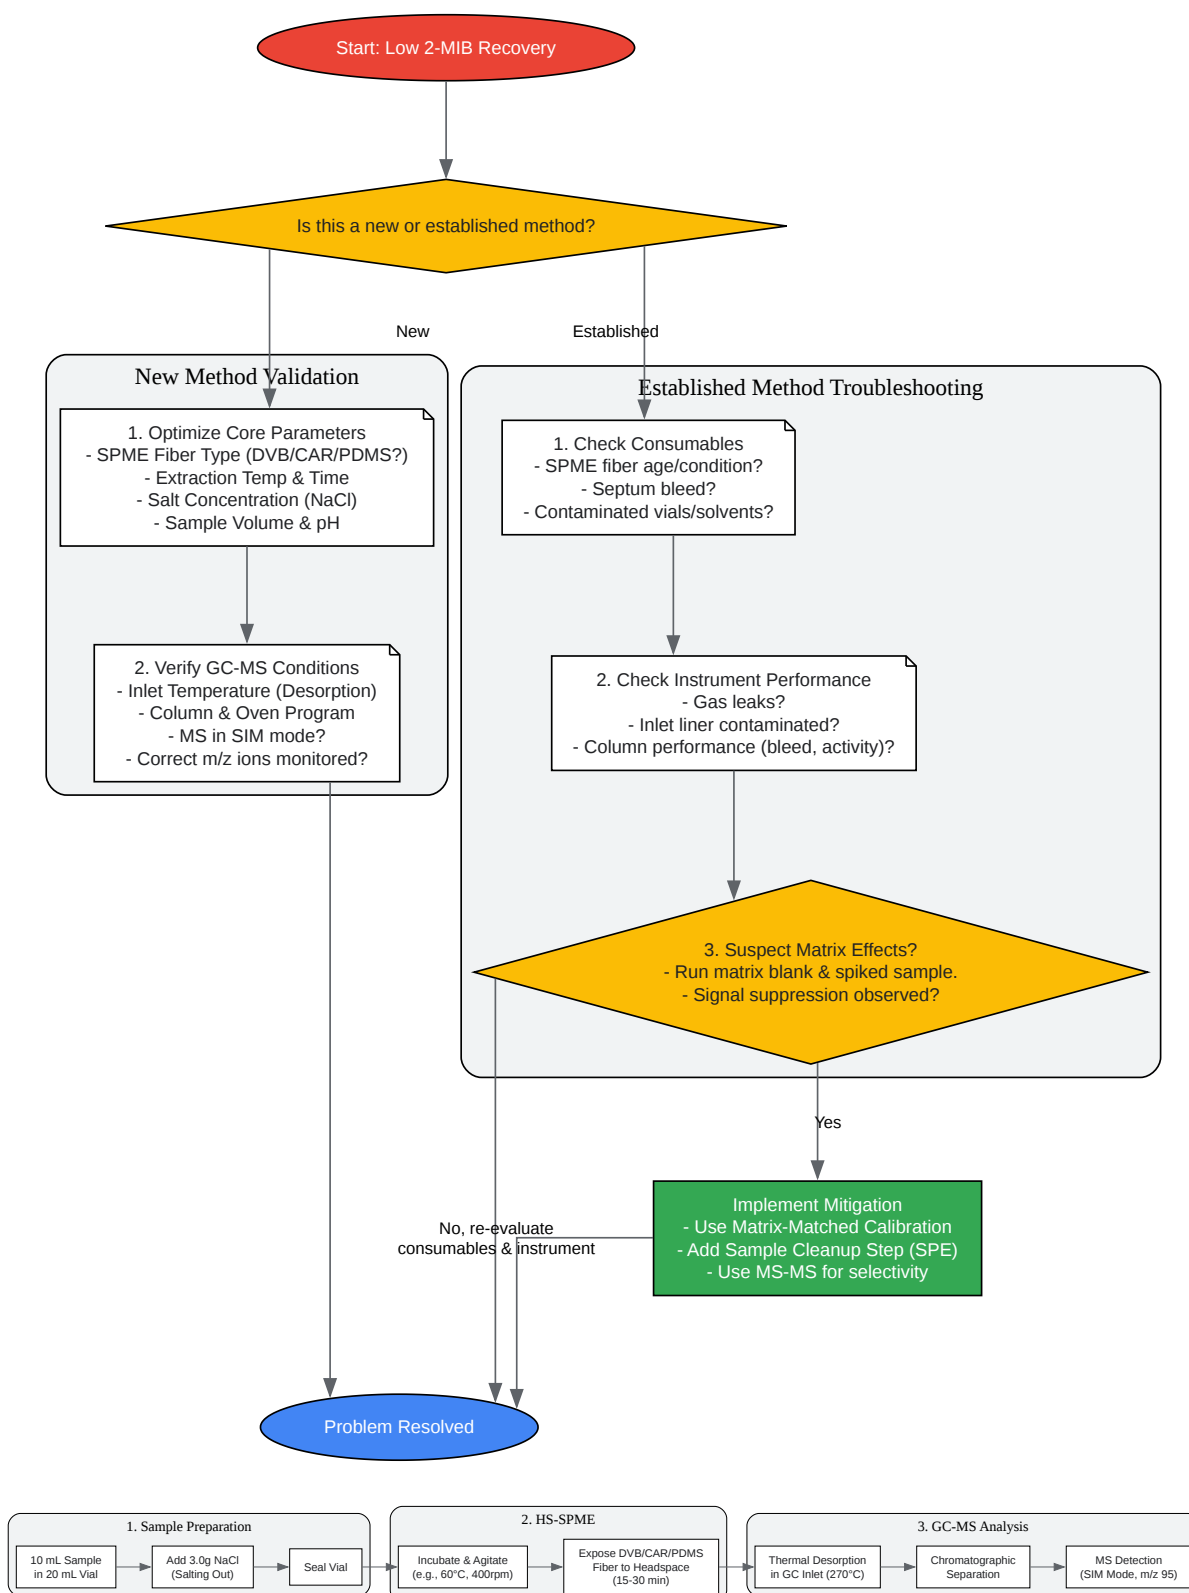 Start: Low 2-MIB Recovery
Is this a new or established method?
New
Established
New Method Validation
1. Optimize Core Parameters
- SPME Fiber Type (DVB/CAR/PDMS?)
- Extraction Temp & Time
- Salt Concentration (NaCl)
- Sample Volume & pH
2. Verify GC-MS Conditions
- Inlet Temperature (Desorption)
- Column & Oven Program
- MS in SIM mode?
- Correct m/z ions monitored?
Established Method Troubleshooting
1. Check Consumables
- SPME fiber age/condition?
- Septum bleed?
- Contaminated vials/solvents?
2. Check Instrument Performance
- Gas leaks?
- Inlet liner contaminated?
- Column performance (bleed, activity)?
3. Suspect Matrix Effects?
- Run matrix blank & spiked sample.
- Signal suppression observed?
Yes
Implement Mitigation
- Use Matrix-Matched Calibration
- Add Sample Cleanup Step (SPE)
- Use MS-MS for selectivity
No, re-evaluate
consumables & instrument
Problem Resolved
1. Sample Preparation
10 mL Sample
in 20 mL Vial
Add 3.0g NaCl
(Salting Out)
Seal Vial
2. HS-SPME
Incubate & Agitate
(e.g., 60°C, 400rpm)
Expose DVB/CAR/PDMS
Fiber to Headspace
(15-30 min)
3. GC-MS Analysis
Thermal Desorption
in GC Inlet (270°C)
Chromatographic
Separation
MS Detection
(SIM Mode, m/z 95)